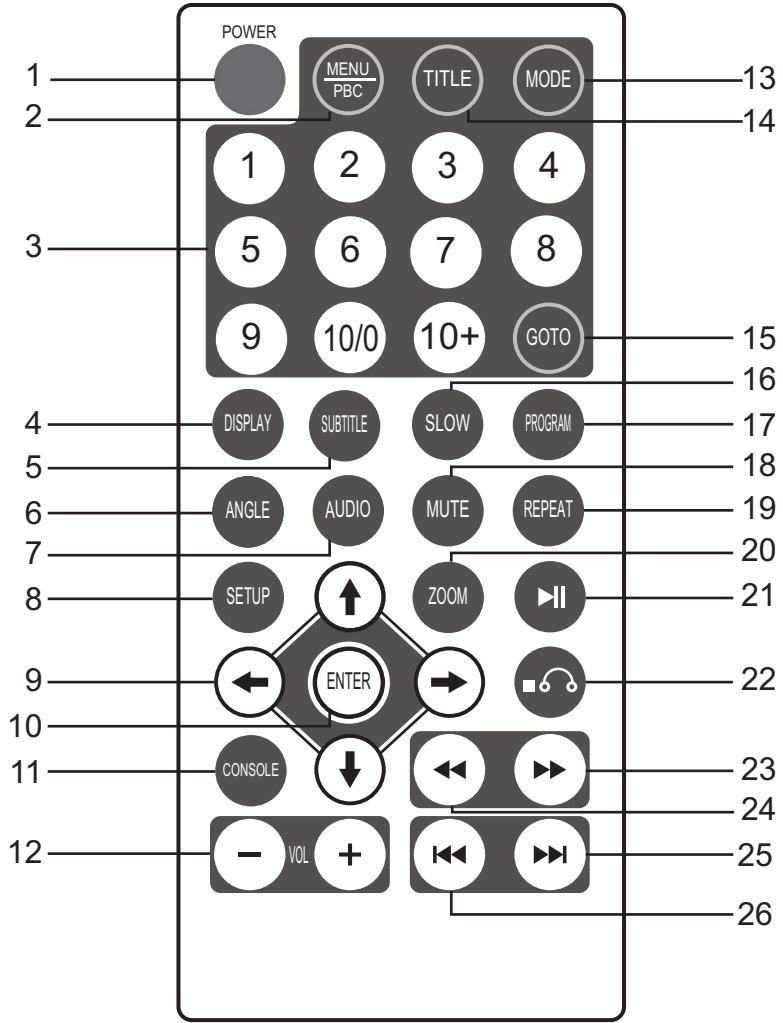 POWER
1
MENU
PBC
TITLE
MODE
13
2
14
1
2
3
4
3
5
6
7
8
9
10/0
10+
GOTO
15
16
4
DISPLAY
SUBTITLE
SLOW
PROGRAM
17
5
18
6
ANGLE
AUDIO
MUTE
REPEAT
19
7
20
8
SETUP
ZOOM
21
9
ENTER
22
10
11
CONSOLE
23
24
12
VOL
25
26